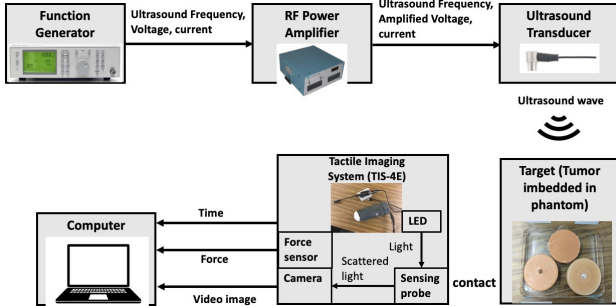 Function
Generator
Ultrasound Frequency,
Voltage, current
RF Power
Amplifier
Ultrasound Frequency,
Amplified Voltage,
current
Ultrasound
Transducer
Ultrasound wave
Target (Tumor
imbedded in
phantom)
contact
Tactile Imaging
System (TIS-4E)
LED
Light
Sensing
probe
Scattered
light
Force
sensor
Camera
Time
Force
Video image
Computer